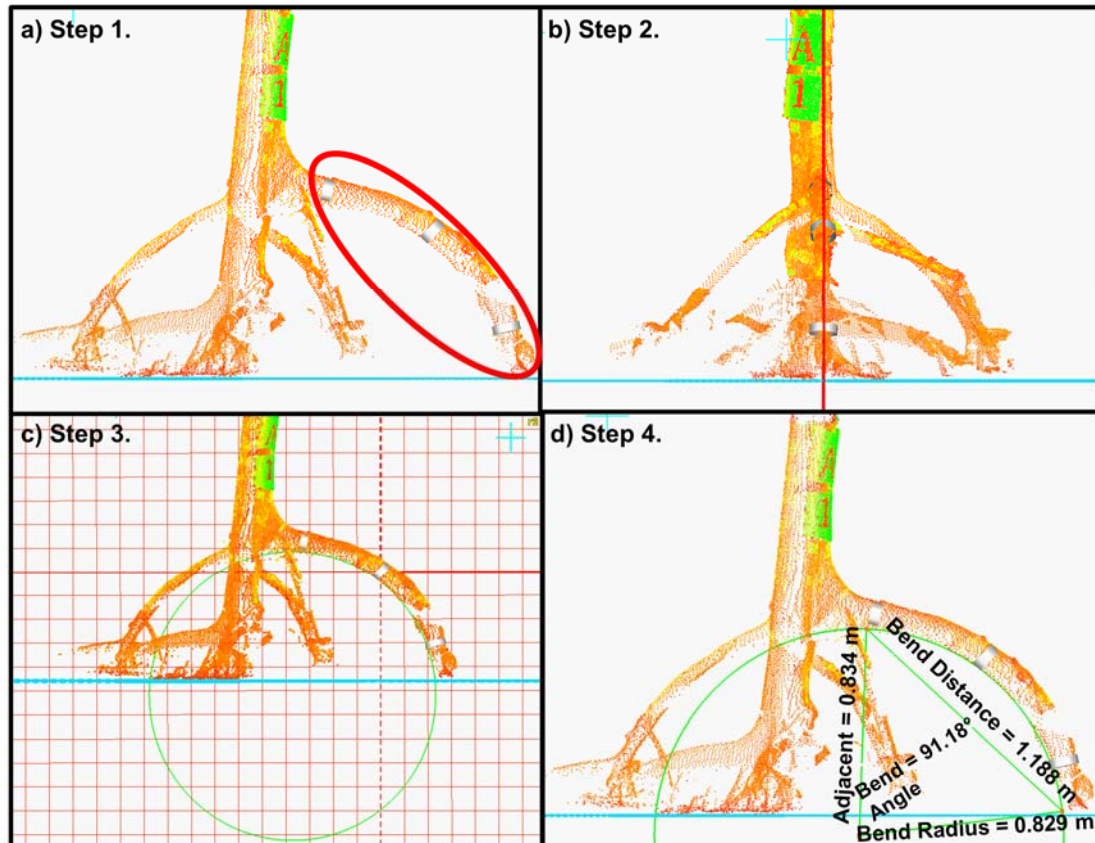 a) Step 1.
A
1
b) Step 2.
A
1
c) Step 3.
1
d) Step 4.
A
1
Adjacent = 0.834 m
Bend Distance = 1.188 m
Bend = 91.18°
Angle
Bend Radius = 0.829 m